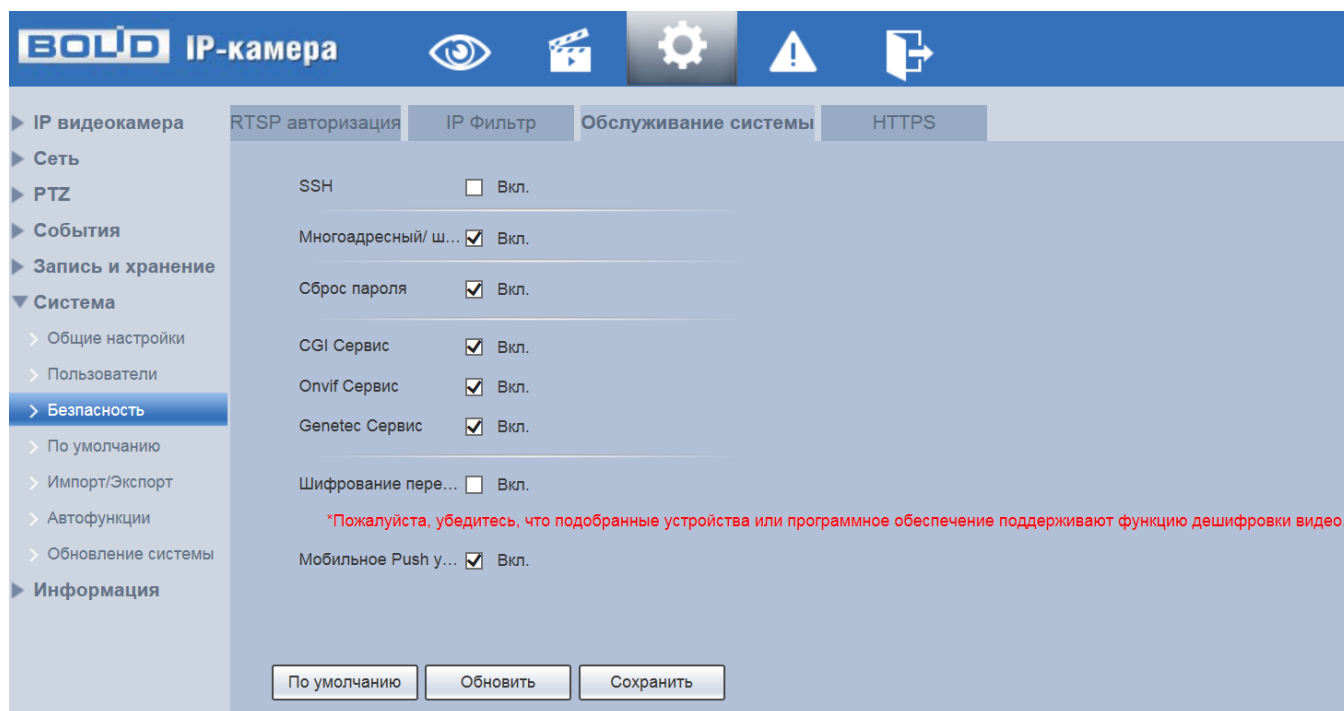 BOLID IP-камера
IP видеокамера
Сеть
PTZ
События
Запись и хранение
Система
Общие настройки
Пользователи
Безпасность
По умолчанию
Импорт/Экспорт
Автофункции
Обновление системы
Информация
RTSP авторизация IP Фильтр Обслуживание системы HTTPS
SSH Вкл.
Многоадресный/ ш... Вкл.
Сброс пароля Вкл.
CGI Сервис Вкл.
Onvif Сервис Вкл.
Genetec Сервис Вкл.
Шифрование пере... Вкл.
*Пожалуйста, убедитесь, что подобранные устройства или программное обеспечение поддерживают функцию дешифровки видео.
Мобильное Push у... Вкл.
По умолчанию Обновить Сохранить